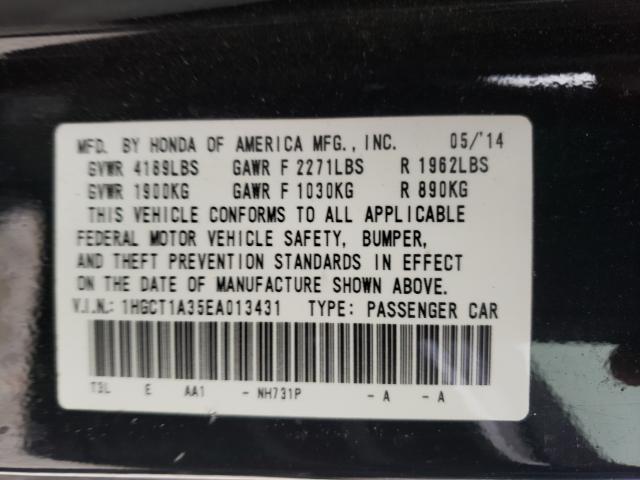 MFD. BY HONDA OF AMERICA MFG., INC. 05/'14
GVWR 4189LBS GAWR F 2271LBS R 1962LBS
GVWR 1900KG GAWR F 1030KG R 890KG
THIS VEHICLE CONFORMS TO ALL APPLICABLE
FEDERAL MOTOR VEHICLE SAFETY, BUMPER,
AND THEFT PREVENTION STANDARDS IN EFFECT
ON THE DATE OF MANUFACTURE SHOWN ABOVE.
V.I.N.: 1HGCT1A35EA013431 TYPE: PASSENGER CAR
T3L E AA1 - NH731P - A - A